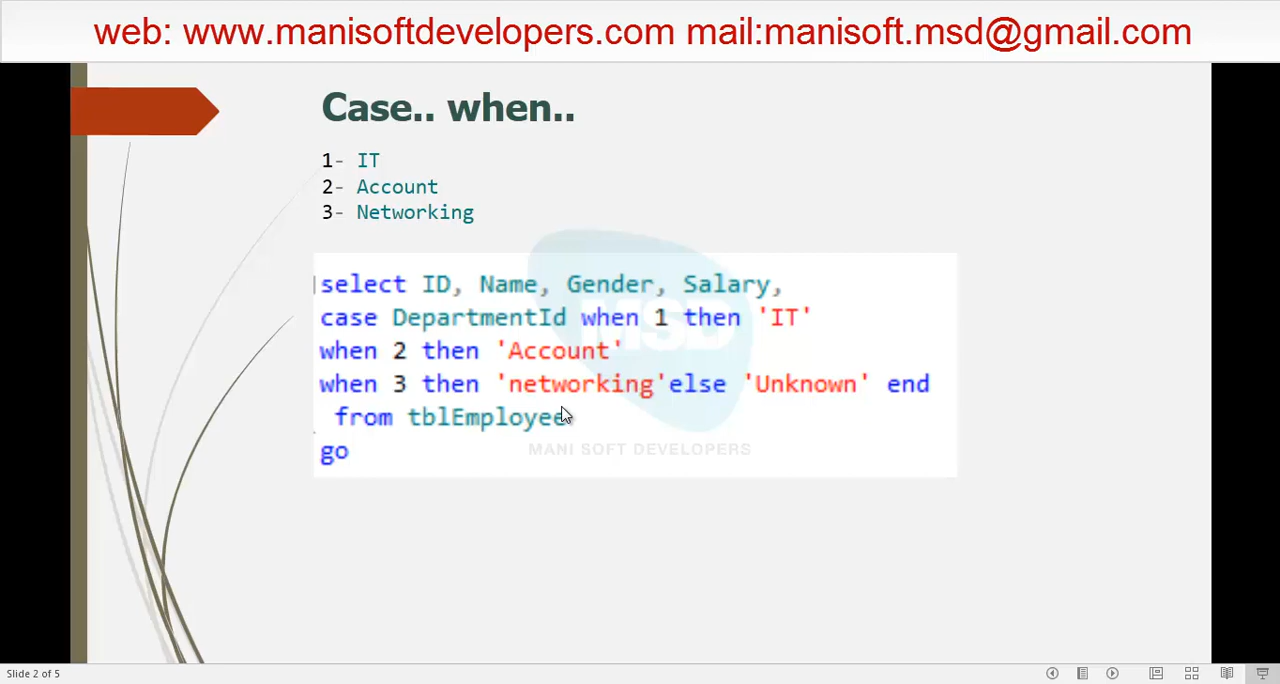 web: www.manisoftdevelopers.com mail:manisoft.msd@gmail.com
Case.. when..
1- IT
2- Account
3- Networking
select ID, Name, Gender, Salary,
case DepartmentId when 1 then 'IT'
when 2 then 'Account'
when 3 then 'networking'else 'Unknown' end
from tblEmployee
go
MSD
MANI SOFT DEVELOPERS
Slide 2 of 5